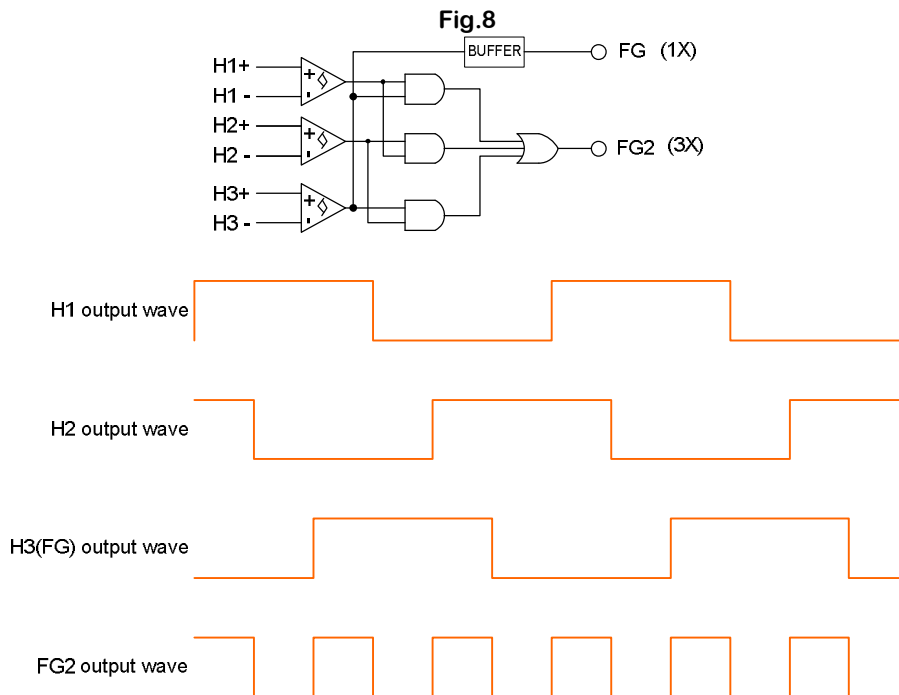 Fig.8
BUFFER
FG (1X)
H1+
H1 -
H2+
H2 -
H3+
H3 -
+
-
+
-
+
-
FG2 (3X)
H1 output wave
H2 output wave
H3(FG) output wave
FG2 output wave